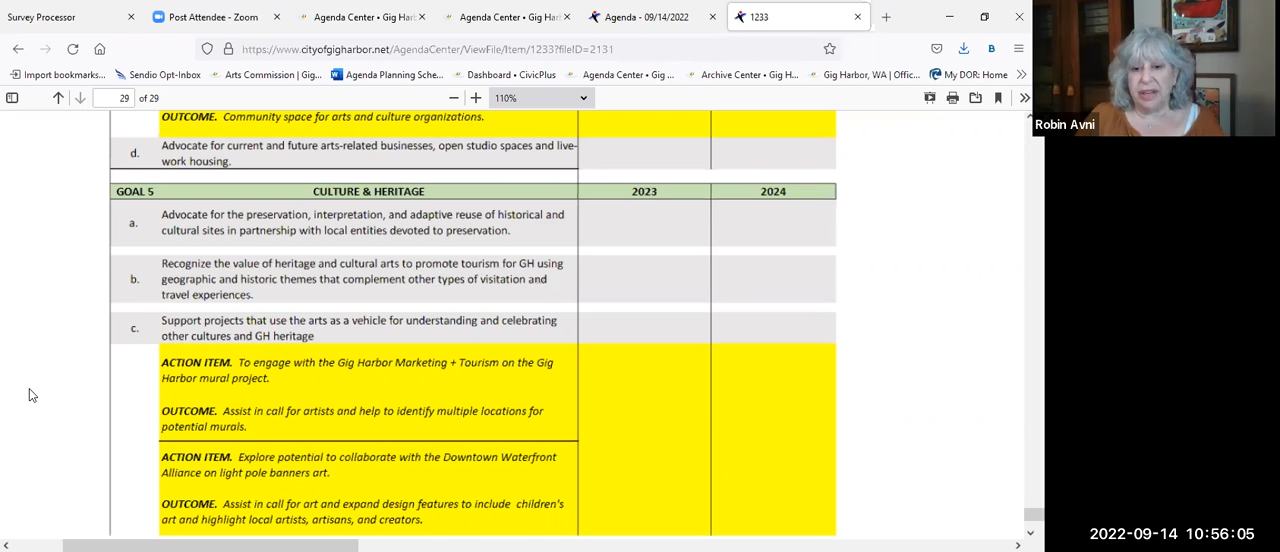 Survey Processor
Post Attendee - Zoom
Agenda Center • Gig Har
Agenda Center • Gig Har
Agenda - 09/14/2022
1233
https://www.cityofgigharbor.net/AgendaCenter/ViewFile/Item/1233?fileID=2131
Import bookmarks...
Sendio Opt-Inbox
Arts Commission | Gig...
Agenda Planning Sche...
Dashboard • CivicPlus
Agenda Center • Gig ...
Archive Center • Gig H...
Gig Harbor, WA | Offic...
My DOR: Home
29 of 29
110%
Robin Avni
OUTCOME. Community space for arts and culture organizations.
d. Advocate for current and future arts-related businesses, open studio spaces and live-
work housing.
GOAL 5 CULTURE & HERITAGE 2023 2024
a. Advocate for the preservation, interpretation, and adaptive reuse of historical and
cultural sites in partnership with local entities devoted to preservation.
b. Recognize the value of heritage and cultural arts to promote tourism for GH using
geographic and historic themes that complement other types of visitation and
travel experiences.
c. Support projects that use the arts as a vehicle for understanding and celebrating
other cultures and GH heritage
ACTION ITEM. To engage with the Gig Harbor Marketing + Tourism on the Gig
Harbor mural project.
OUTCOME. Assist in call for artists and help to identify multiple locations for
potential murals.
ACTION ITEM. Explore potential to collaborate with the Downtown Waterfront
Alliance on light pole banners art.
OUTCOME. Assist in call for art and expand design features to include children's
art and highlight local artists, artisans, and creators.
2022-09-14 10:56:05